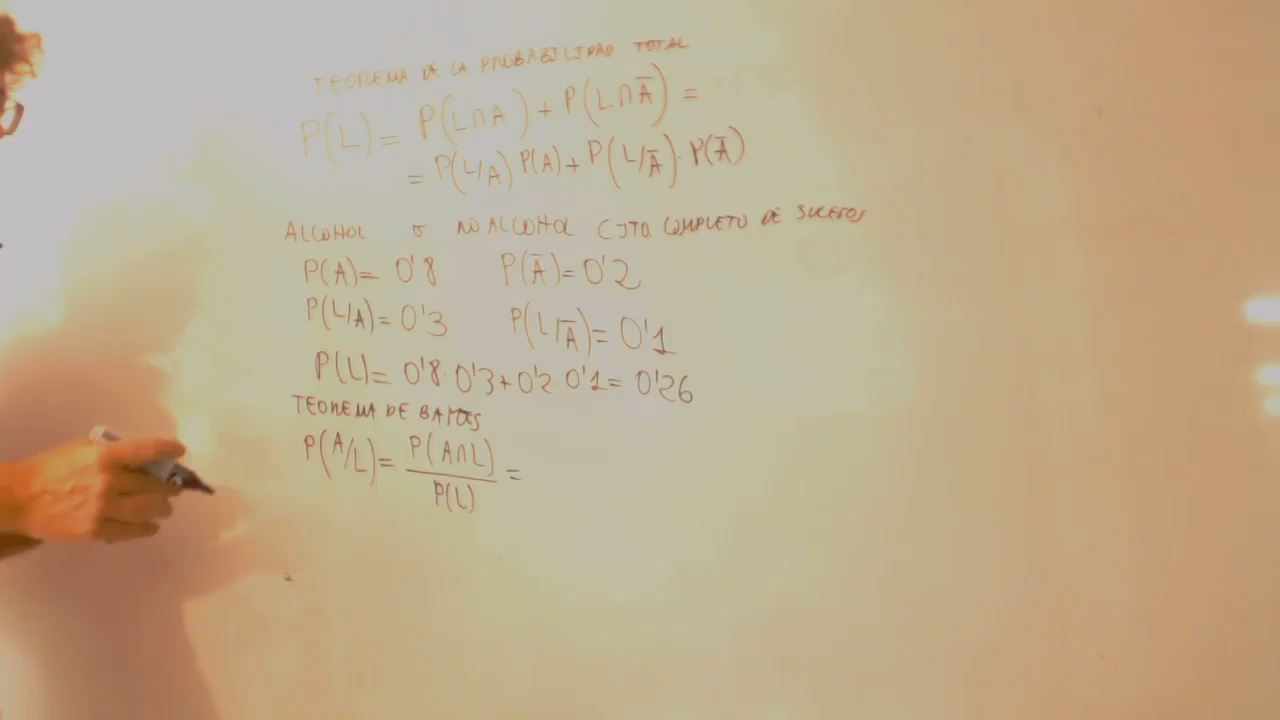 TEOREMA DE LA PROBABILIDAD TOTAL
P(L)= P(L∩A)+P(L∩Ā)=
=P(L/A)P(A)+P(L/Ā)·P(Ā)
ALCOHOL o NO ALCOHOL CJTO COMPLETO DE SUCESOS
P(A)= 0'8 P(Ā)=0'2
P(L/A)=0'3 P(L/Ā)=0'1
P(L)= 0'8·0'3+0'2·0'1=0'26
TEOREMA DE BAYES
P(A/L)= P(A∩L) =
P(L)